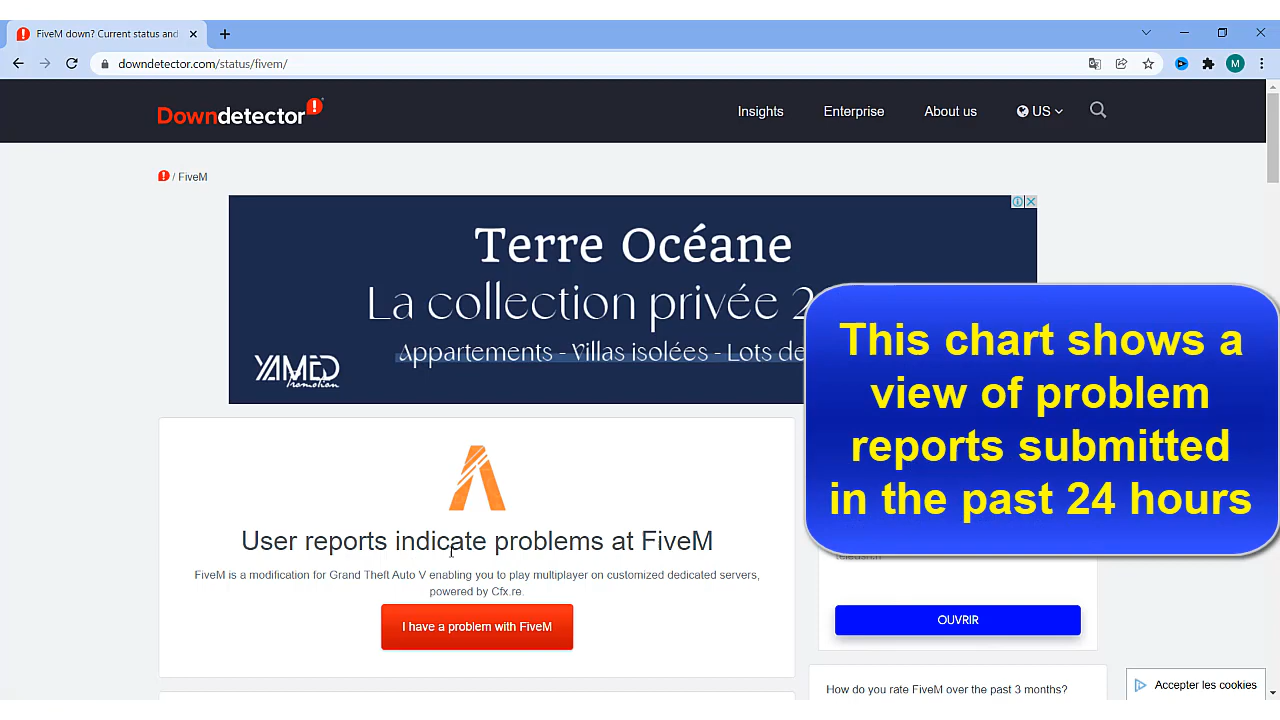 FiveM down? Current status and
downdetector.com/status/fivem/
M
Downdetector
Insights
Enterprise
About us
US
/ FiveM
Terre Océane
La collection privée 2
Appartements - Villas isolées - Lots de
YAMED
Promotion
This chart shows a
view of problem
reports submitted
in the past 24 hours
User reports indicate problems at FiveM
FiveM is a modification for Grand Theft Auto V enabling you to play multiplayer on customized dedicated servers,
powered by Cfx.re.
I have a problem with FiveM
OUVRIR
How do you rate FiveM over the past 3 months?
Accepter les cookies